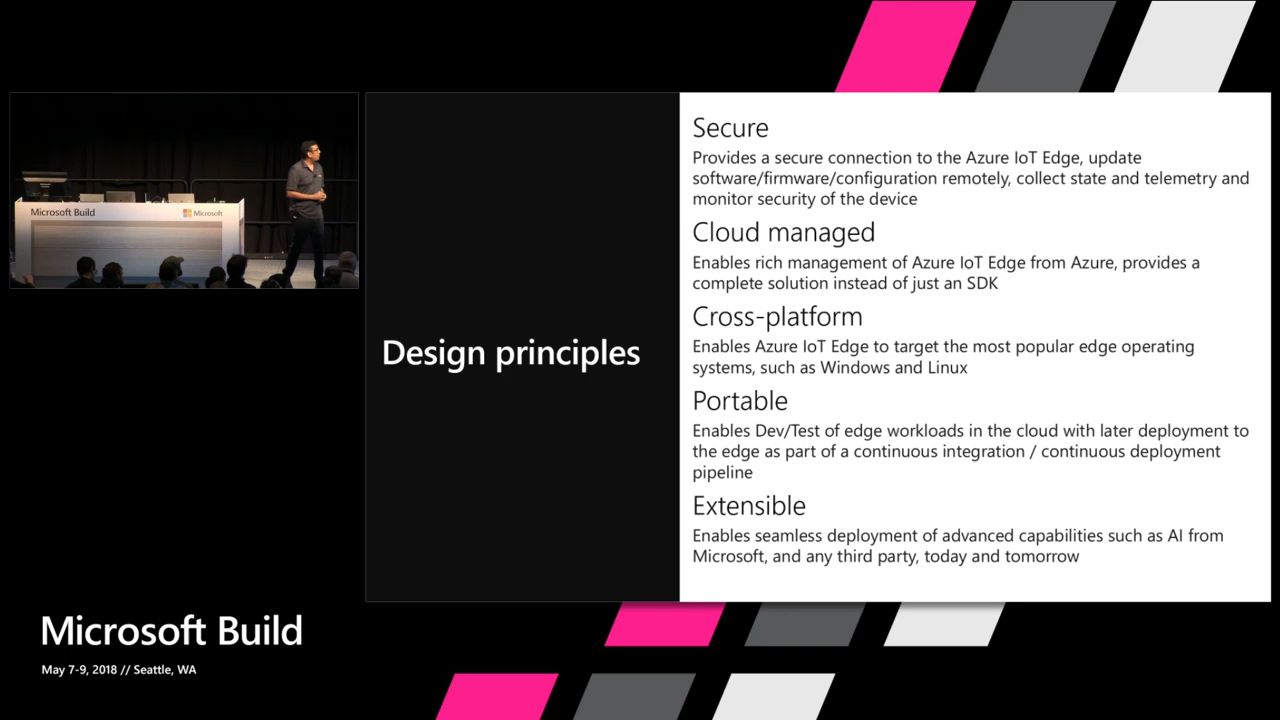 Microsoft Build
Microsoft
Design principles
Secure
Provides a secure connection to the Azure IoT Edge, update
software/firmware/configuration remotely, collect state and telemetry and
monitor security of the device
Cloud managed
Enables rich management of Azure IoT Edge from Azure, provides a
complete solution instead of just an SDK
Cross-platform
Enables Azure IoT Edge to target the most popular edge operating
systems, such as Windows and Linux
Portable
Enables Dev/Test of edge workloads in the cloud with later deployment to
the edge as part of a continuous integration / continuous deployment
pipeline
Extensible
Enables seamless deployment of advanced capabilities such as AI from
Microsoft, and any third party, today and tomorrow
Microsoft Build
May 7-9, 2018 // Seattle, WA